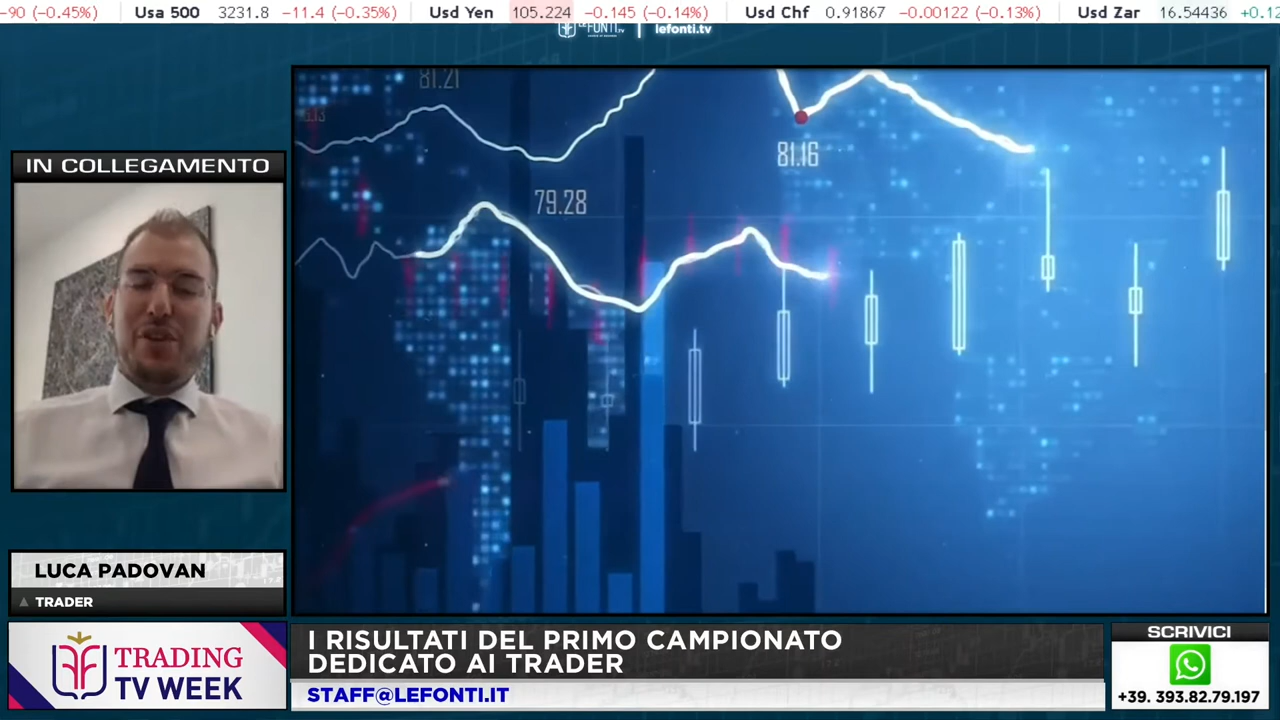 −90 (−0.45%) Usa 500 3231.8 −11.4 (−0.35%) Usd Yen 105.224 −0.145 (−0.14%) Usd Chf 0.91867 −0.00122 (−0.13%) Usd Zar 16.54436
LEFONTI.TV lefonti.tv
81.21
81.16
79.28
IN COLLEGAMENTO
LUCA PADOVAN
TRADER
TRADING
TV WEEK
I RISULTATI DEL PRIMO CAMPIONATO
DEDICATO AI TRADER
STAFF@LEFONTI.IT
SCRIVICI
+39. 393.82.79.197